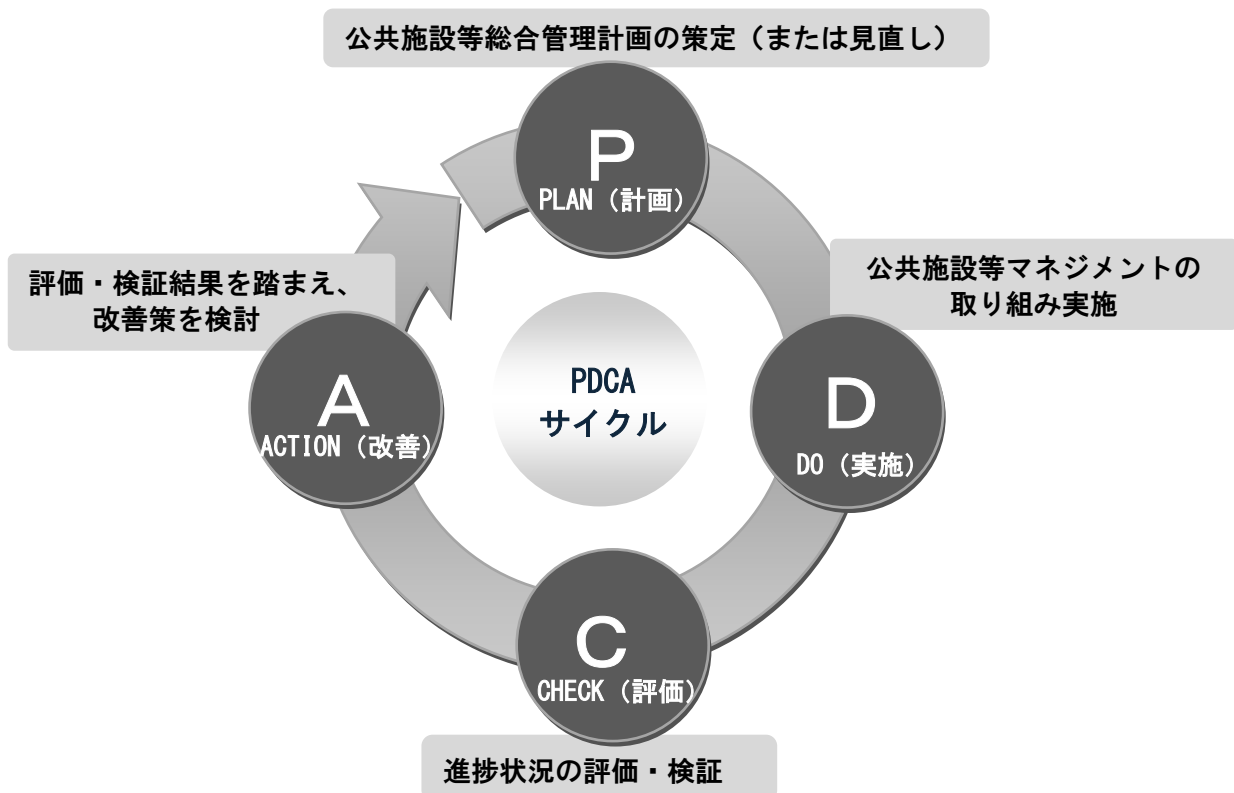 公共施設等総合管理計画の策定（または見直し）
P
PLAN（計画）
公共施設等マネジメントの
取り組み実施
D
DO（実施）
評価・検証結果を踏まえ、
改善策を検討
A
ACTION（改善）
PDCA
サイクル
C
CHECK（評価）
進捗状況の評価・検証